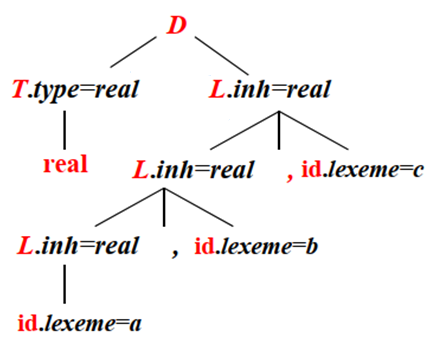 D
T.type=real L.inh=real
real L.inh=real , id.lexeme=c
L.inh=real , id.lexeme=b
id.lexeme=a